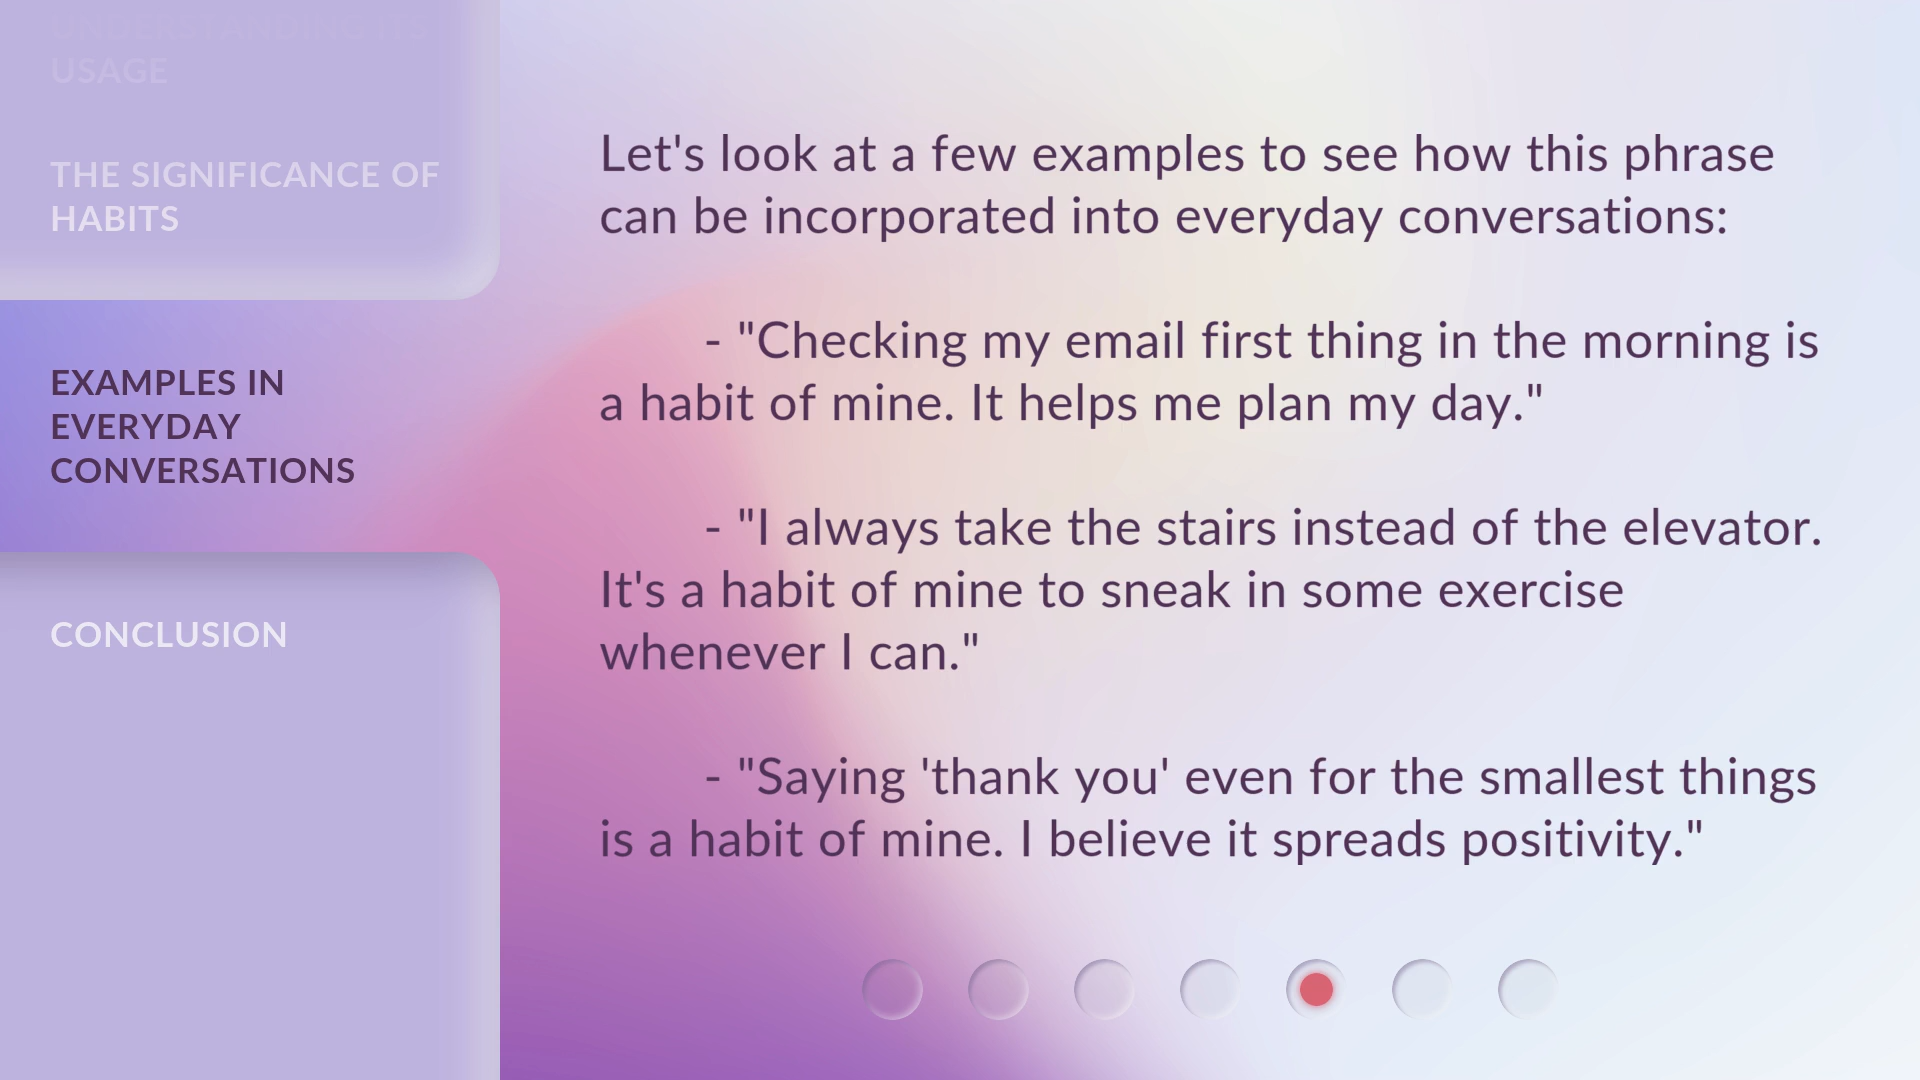 UNDERSTANDING ITS
USAGE
THE SIGNIFICANCE OF
HABITS
EXAMPLES IN
EVERYDAY
CONVERSATIONS
CONCLUSION
Let's look at a few examples to see how this phrase
can be incorporated into everyday conversations:
- "Checking my email first thing in the morning is
a habit of mine. It helps me plan my day."
- "I always take the stairs instead of the elevator.
It's a habit of mine to sneak in some exercise
whenever I can."
- "Saying 'thank you' even for the smallest things
is a habit of mine. I believe it spreads positivity."